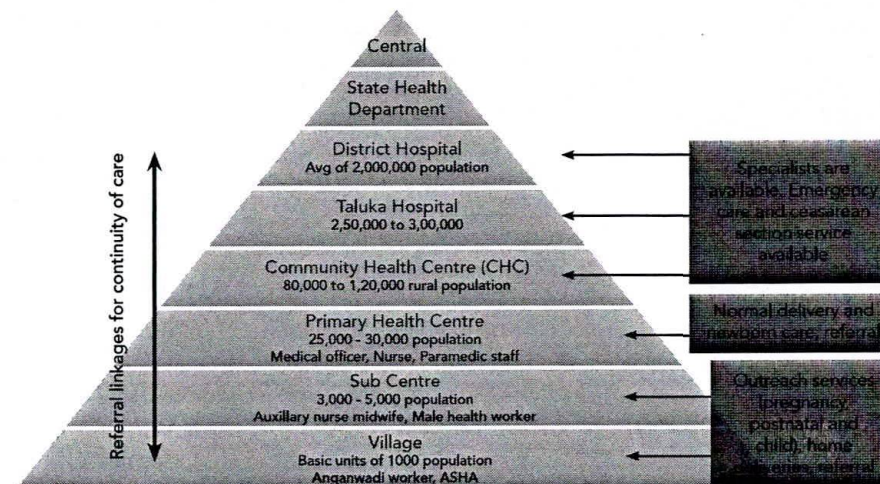 Central
State Health
Department
District Hospital
Avg of 2,000,000 population
Taluka Hospital
2,50,000 to 3,00,000
Community Health Centre (CHC)
80,000 to 1,20,000 rural population
Primary Health Centre
25,000 - 30,000 population
Medical officer, Nurse, Paramedic staff
Sub Centre
3,000 - 5,000 population
Auxillary nurse midwife, Male health worker
Village
Basic units of 1000 population
Anganwadi worker, ASHA
Referral linkages for continuity of care
Specialists are
available, Emergency
care and Ceasarean
section service
available
Normal delivery and
newborn care, referral
Outreach services
(pregnancy,
postnatal and
child), home
deliveries, referral